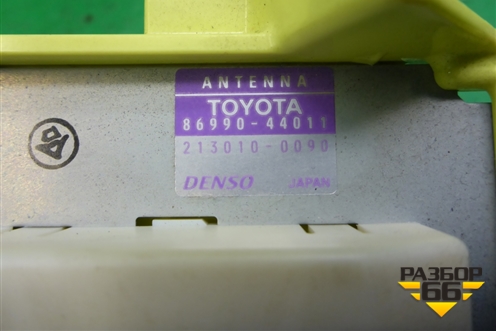 ANTENNA
TOYOTA
86990-44011
213010-0090
DENSO JAPAN
РАЗБОР
66